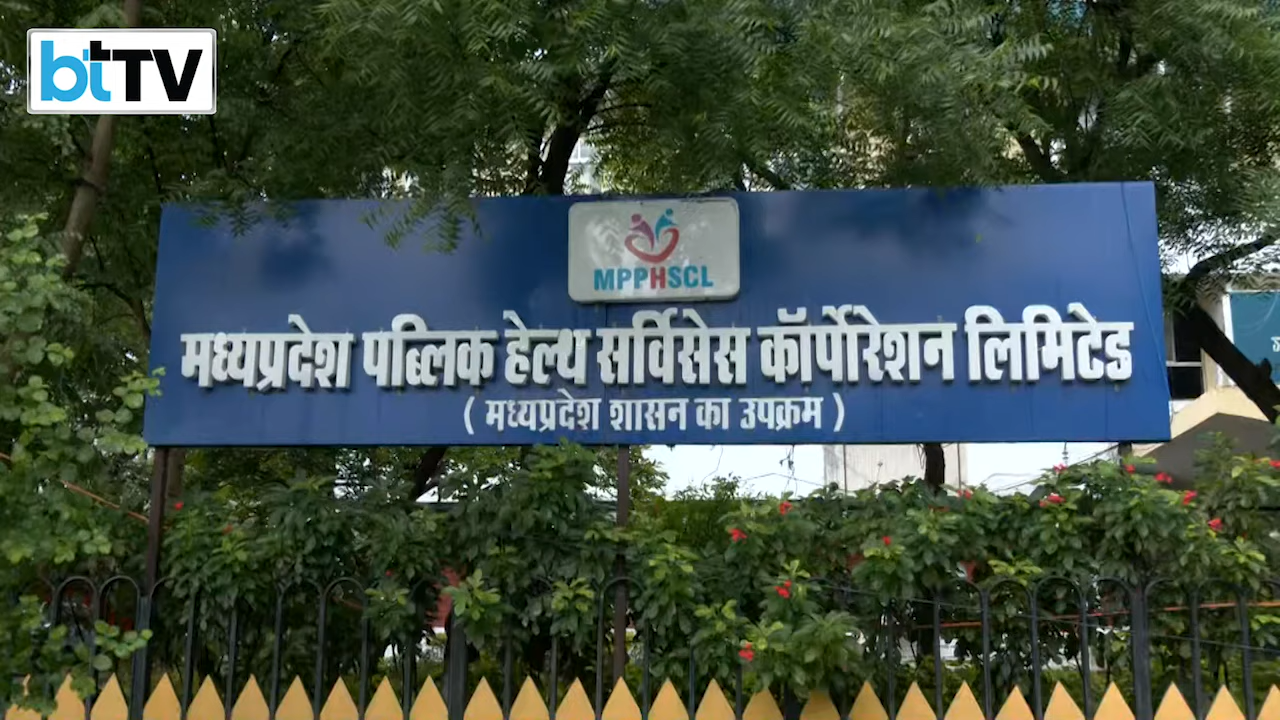 btTV
MPPHSCL
मध्यप्रदेश पब्लिक हेल्थ सर्विसेस कॉर्पोरेशन लिमिटेड
( मध्यप्रदेश शासन का उपक्रम )